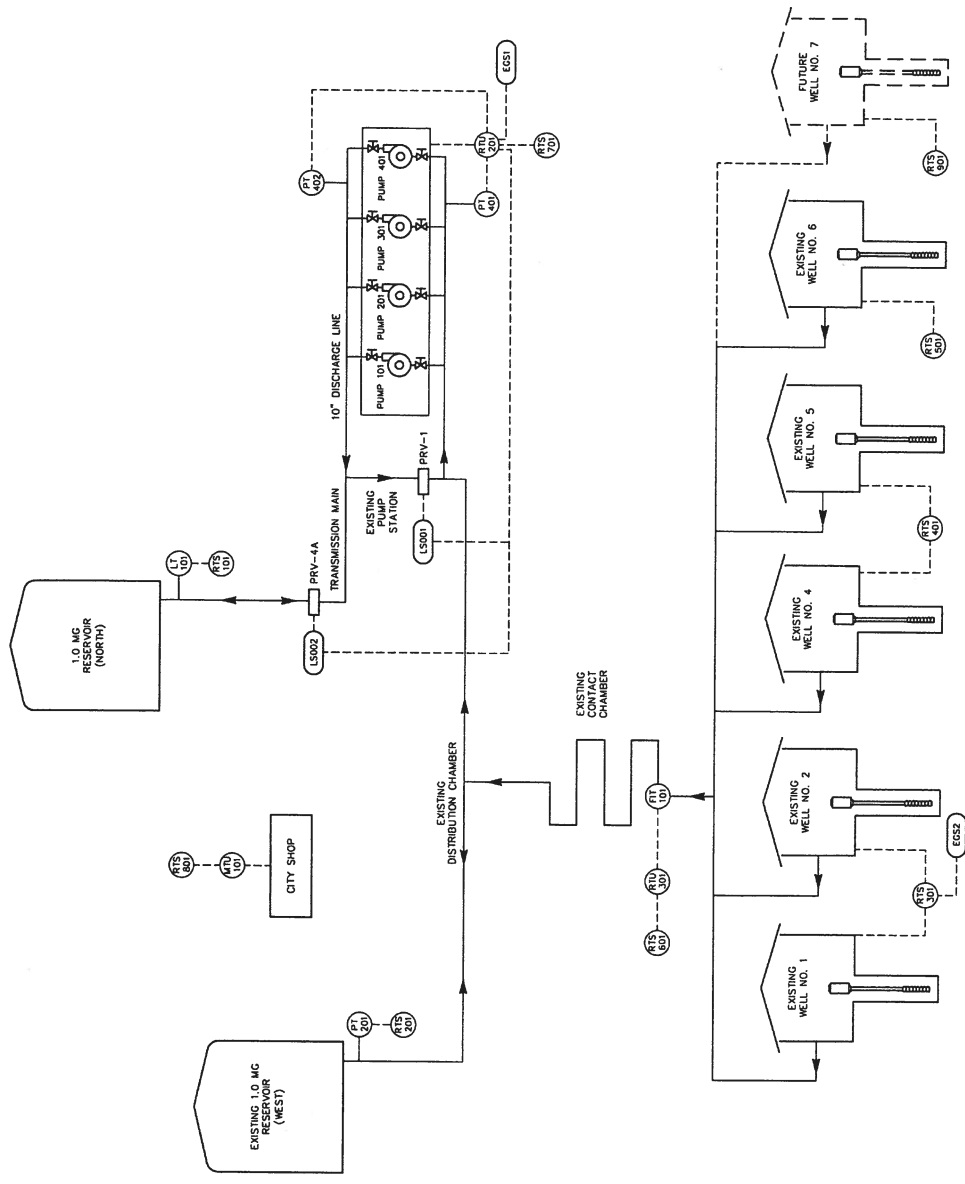 1.0 MG
RESERVOIR
(NORTH)
LT
101
RTS
101
PRV-4A
LS002
TRANSMISSION MAIN
10" DISCHARGE LINE
EXISTING
PUMP
STATION
PRV-1
LS001
PUMP 101
PUMP 201
PUMP 301
PUMP 401
PT
402
PT
401
RTU
201
EGS1
RTS
701
RTS
801
MTU
101
CITY SHOP
EXISTING 1.0 MG
RESERVOIR
(WEST)
PT
201
RTS
201
EXISTING
DISTRIBUTION CHAMBER
EXISTING
CONTACT
CHAMBER
FIT
101
RTU
301
RTS
601
EXISTING
WELL NO. 1
EXISTING
WELL NO. 2
RTS
301
EGS2
EXISTING
WELL NO. 4
EXISTING
WELL NO. 5
RTS
401
EXISTING
WELL NO. 6
RTS
501
FUTURE
WELL NO. 7
RTS
901